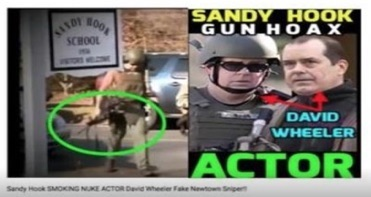 SANDY HOOK
SCHOOL
1956
VISITORS WELCOME
SANDY HOOK
GUN HOAX
DAVID
WHEELER
ACTOR
Sandy Hook SMOKING NUKE ACTOR David Wheeler Fake Newtown Sniper!!